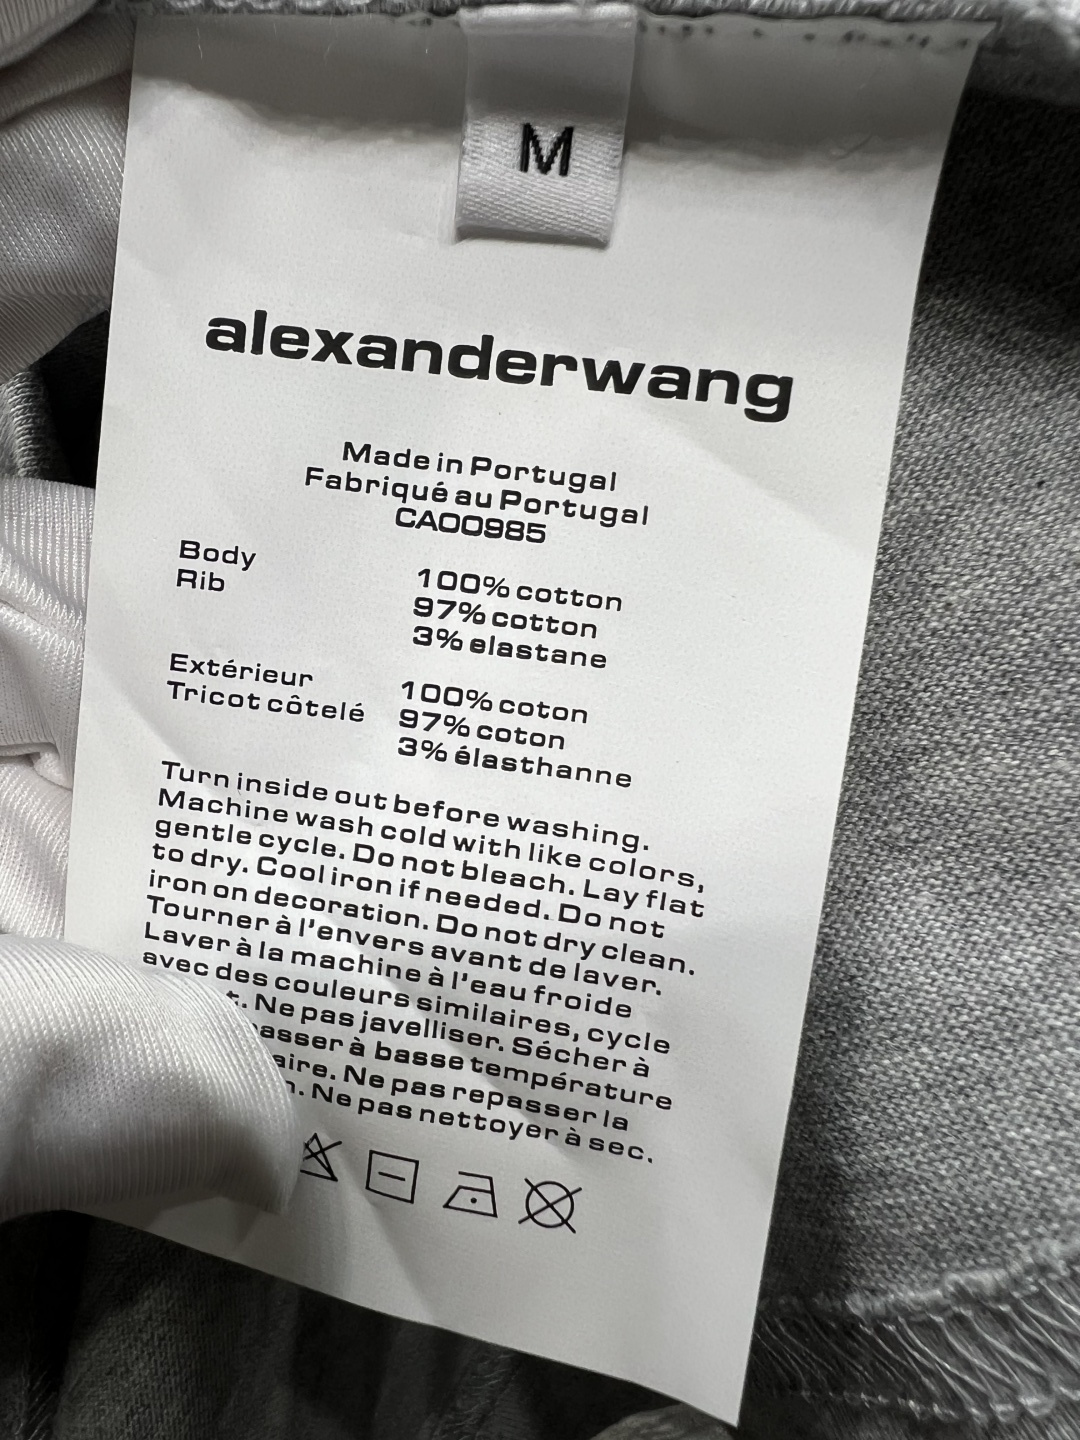 M
alexanderwang
Made in Portugal
Fabriqué au Portugal
CA00985
Body 100% cotton
Rib 97% cotton
3% elastane
Extérieur 100% coton
Tricot côtelé 97% coton
3% élasthanne
Turn inside out before washing.
Machine wash cold with like colors,
gentle cycle. Do not bleach. Lay flat
to dry. Cool iron if needed. Do not
iron on decoration. Do not dry clean.
Tourner à l'envers avant de laver.
Laver à la machine à l'eau froide
avec des couleurs similaires, cycle
Ne pas javelliser. Sécher à
à basse température
Ne pas repasser la
Ne pas nettoyer à sec.